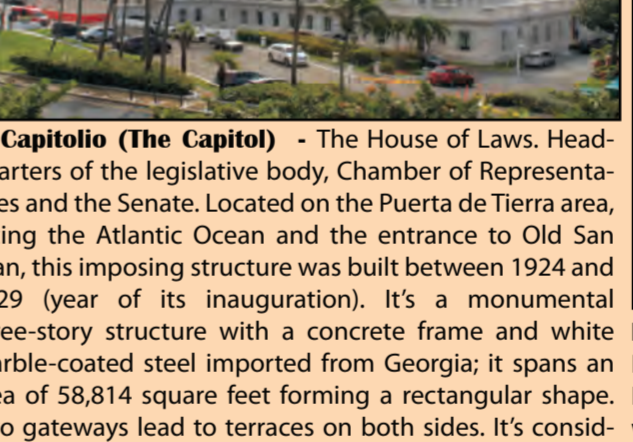 Capitolio (The Capitol) - The House of Laws. Head-
arters of the legislative body, Chamber of Representa-
es and the Senate. Located on the Puerta de Tierra area,
ing the Atlantic Ocean and the entrance to Old San
an, this imposing structure was built between 1924 and
29 (year of its inauguration). It's a monumental
ree-story structure with a concrete frame and white
arble-coated steel imported from Georgia; it spans an
ea of 58,814 square feet forming a rectangular shape.
o gateways lead to terraces on both sides. It's consid-